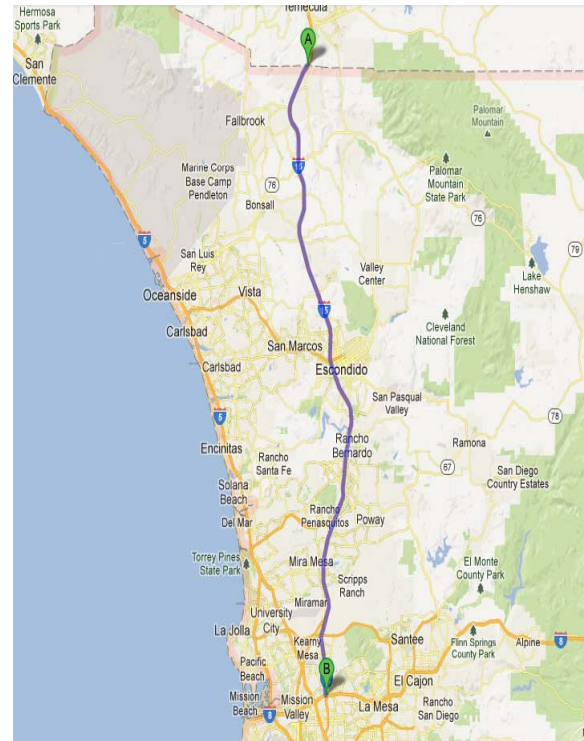 Temecula
Hermosa
Sports Park
San
Clemente
A
Fallbrook
Palomar
Mountain
15
Marine Corps
Base Camp
Pendleton
76
Bonsall
Palomar
Mountain
State Park
76
5
San Luis
Rey
79
Valley
Center
Lake
Henshaw
Oceanside
Vista
15
Carlsbad
San Marcos
Cleveland
National Forest
Carlsbad
Escondido
San Pasqual
Valley
5
78
Encinitas
Rancho
Bernardo
Ramona
Rancho
Santa Fe
67
San Diego
Country Estates
Solana
Beach
Del Mar
Rancho
Penasquitos
Poway
Torrey Pines
State Park
Mira Mesa
Scripps
Ranch
El Monte
County Park
Miramar
University
City
La Jolla
Kearny
Mesa
Santee
Flinn Springs
County Park
8
Alpine
Pacific
Beach
B
El Cajon
Mission
Beach
8
Mission
Valley
La Mesa
Rancho
San Diego